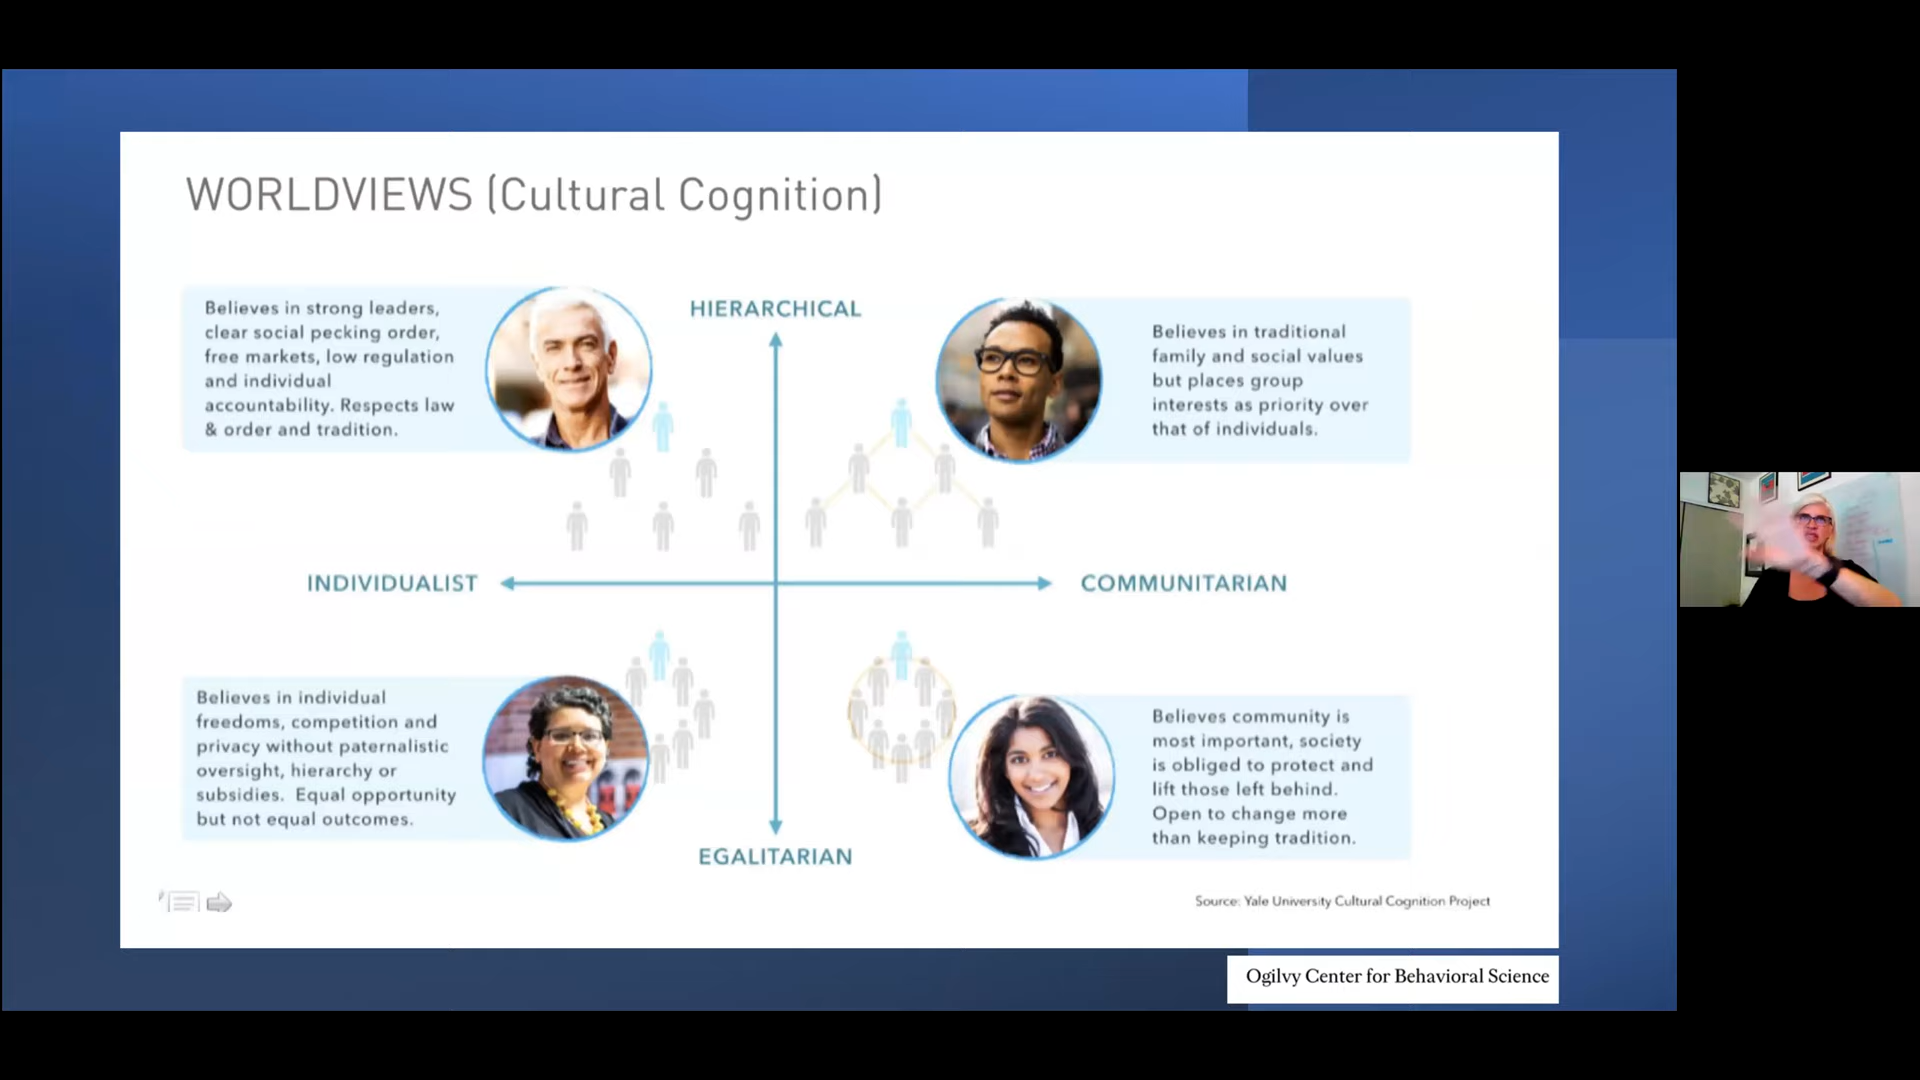 WORLDVIEWS (Cultural Cognition)
Believes in strong leaders,
clear social pecking order,
free markets, low regulation
and individual
accountability. Respects law
& order and tradition.
HIERARCHICAL
Believes in traditional
family and social values
but places group
interests as priority over
that of individuals.
INDIVIDUALIST
COMMUNITARIAN
Believes in individual
freedoms, competition and
privacy without paternalistic
oversight, hierarchy or
subsidies. Equal opportunity
but not equal outcomes.
Believes community is
most important, society
is obliged to protect and
lift those left behind.
Open to change more
than keeping tradition.
EGALITARIAN
Source: Yale University Cultural Cognition Project
Ogilvy Center for Behavioral Science